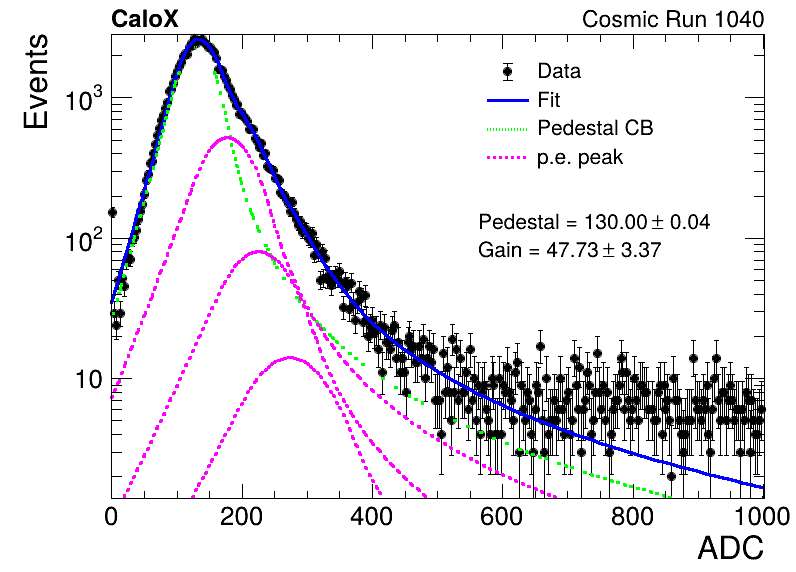 CaloX Cosmic Run 1040
Events
10³
10²
10
Data
Fit
Pedestal CB
p.e. peak
Pedestal = 130.00 ± 0.04
Gain = 47.73 ± 3.37
0 200 400 600 800 1000
ADC